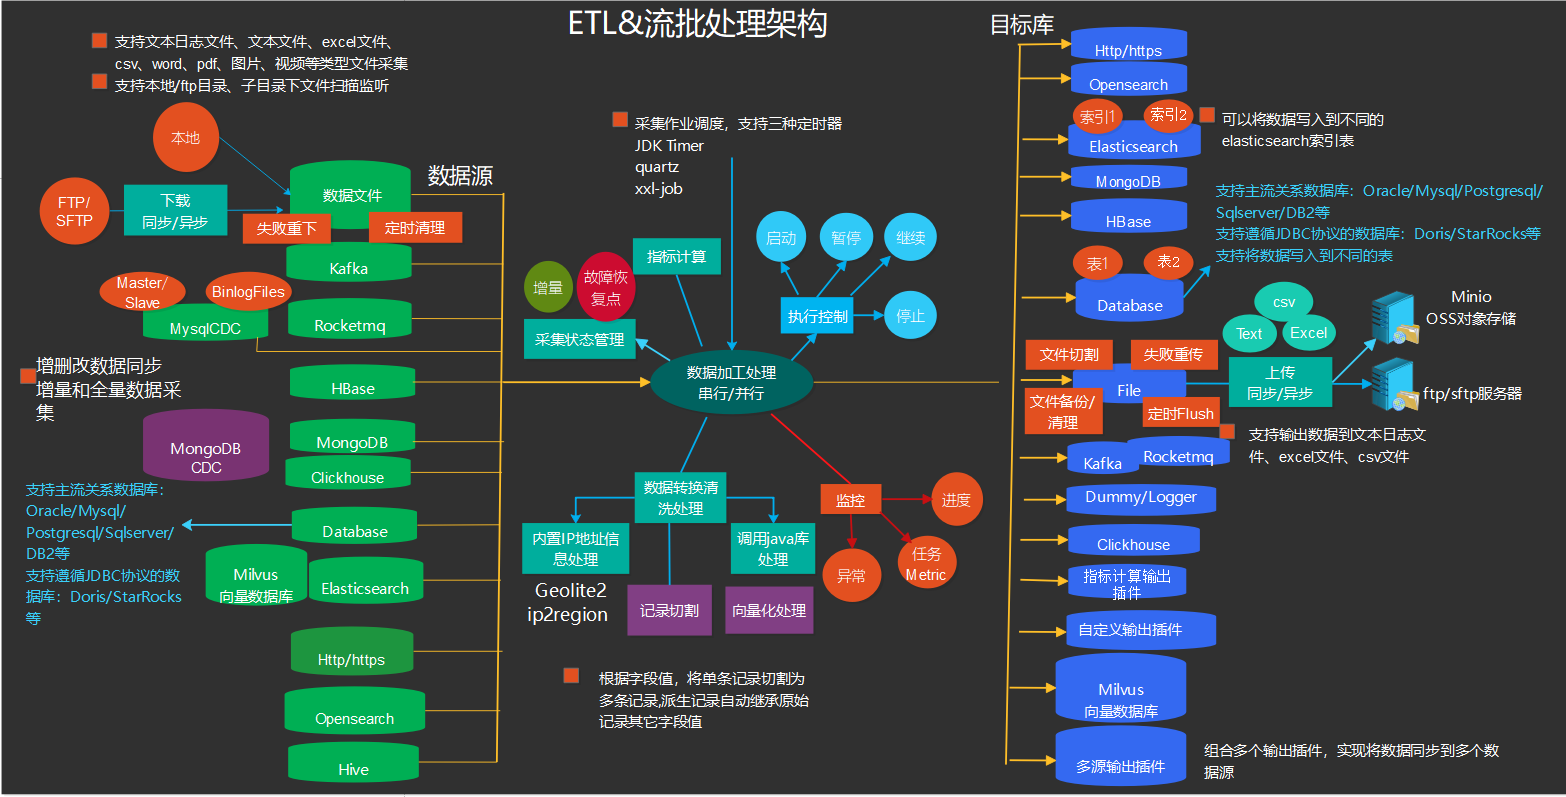 ETL&流批处理架构
支持文本日志文件、文本文件、excel文件、
csv、word、pdf、图片、视频等类型文件采集
支持本地/ftp目录、子目录下文件扫描监听
本地
FTP/
SFTP
下载
同步/异步
数据文件
失败重下
定时清理
数据源
Kafka
Master/
Slave
BinlogFiles
MysqlCDC
Rocketmq
增删改数据同步
增量和全量数据采
集
HBase
MongoDB
CDC
MongoDB
Clickhouse
支持主流关系数据库：
Oracle/Mysql/
Postgresql/Sqlserver/
DB2等
支持遵循JDBC协议的数
据库：Doris/StarRocks
等
Database
Milvus
向量数据库
Elasticsearch
Http/https
Opensearch
Hive
采集作业调度，支持三种定时器
JDK Timer
quartz
xxl-job
指标计算
增量
故障恢
复点
采集状态管理
启动
暂停
继续
执行控制
停止
数据加工处理
串行/并行
数据转换清
洗处理
内置IP地址信
息处理
Geolite2
ip2region
调用java库
处理
记录切割
向量化处理
监控
进度
异常
任务
Metric
根据字段值，将单条记录切割为
多条记录,派生记录自动继承原始
记录其它字段值
目标库
Http/https
Opensearch
索引1
索引2
Elasticsearch
可以将数据写入到不同的
elasticsearch索引表
MongoDB
HBase
支持主流关系数据库：Oracle/Mysql/Postgresql/
Sqlserver/DB2等
支持遵循JDBC协议的数据库：Doris/StarRocks等
支持将数据写入到不同的表
表1
表2
Database
csv
Text
Excel
Minio
OSS对象存储
文件切割
失败重传
File
文件备份/
清理
定时Flush
上传
同步/异步
ftp/sftp服务器
支持输出数据到文本日志文
件、excel文件、csv文件
Kafka
Rocketmq
Dummy/Logger
Clickhouse
指标计算输出
插件
自定义输出插件
Milvus
向量数据库
多源输出插件
组合多个输出插件，实现将数据同步到多个数
据源